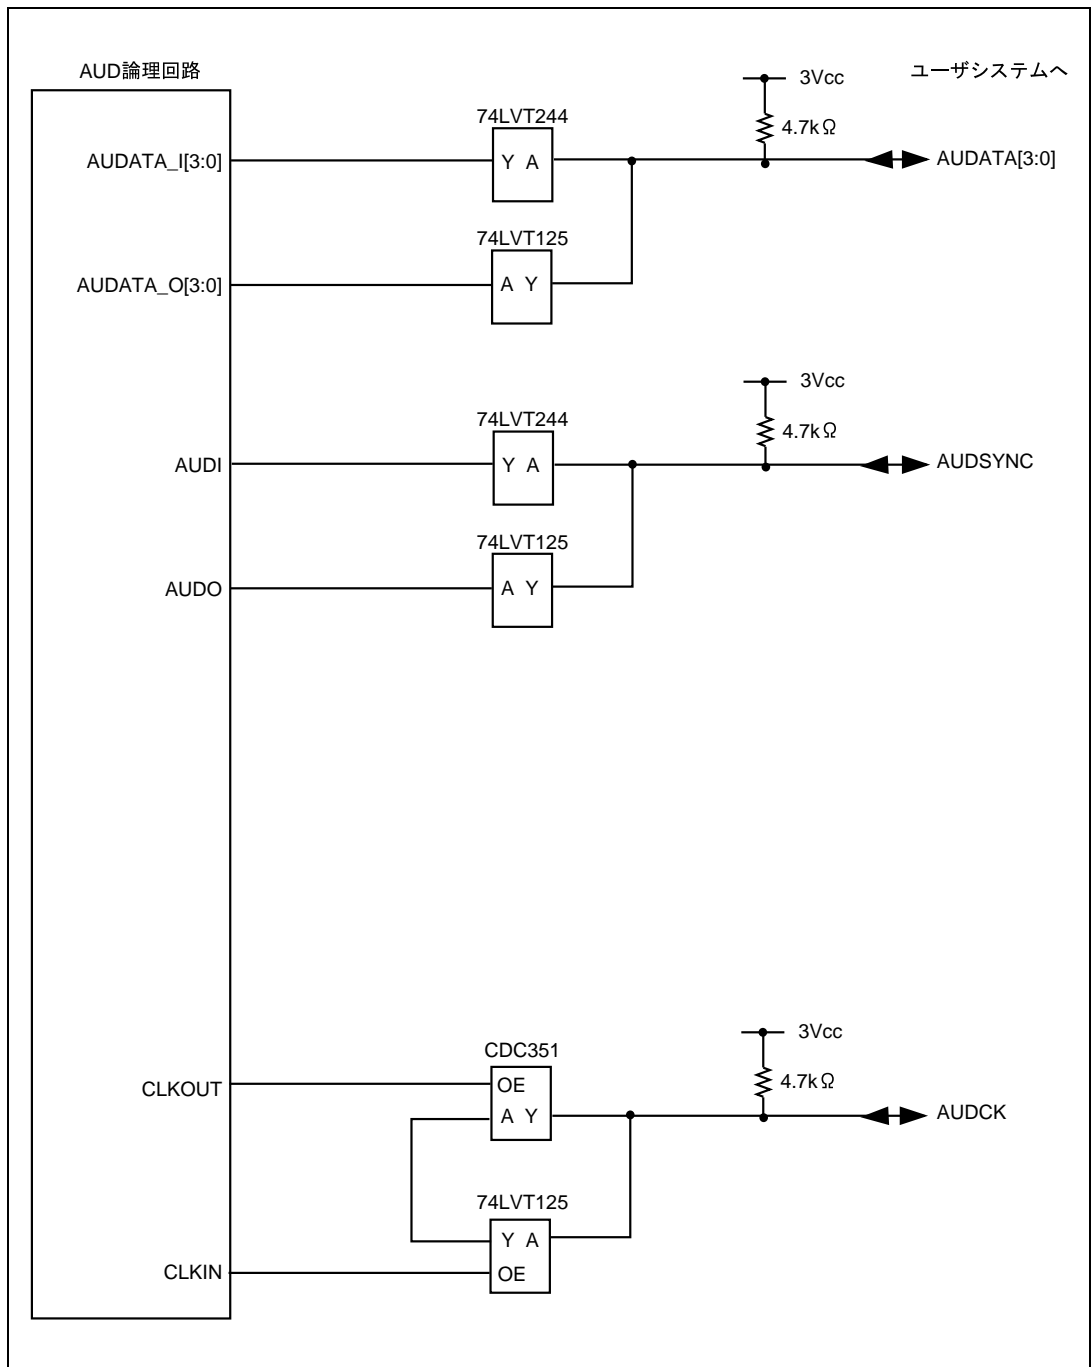 AUD論理回路
ユーザシステムへ
3Vcc
74LVT244
4.7kΩ
AUDATA_I[3:0]
Y A
AUDATA[3:0]
74LVT125
AUDATA_O[3:0]
A Y
3Vcc
74LVT244
4.7kΩ
AUDI
Y A
AUDSYNC
74LVT125
AUDO
A Y
3Vcc
CDC351
4.7kΩ
CLKOUT
OE
A Y
AUDCK
74LVT125
Y A
CLKIN
OE